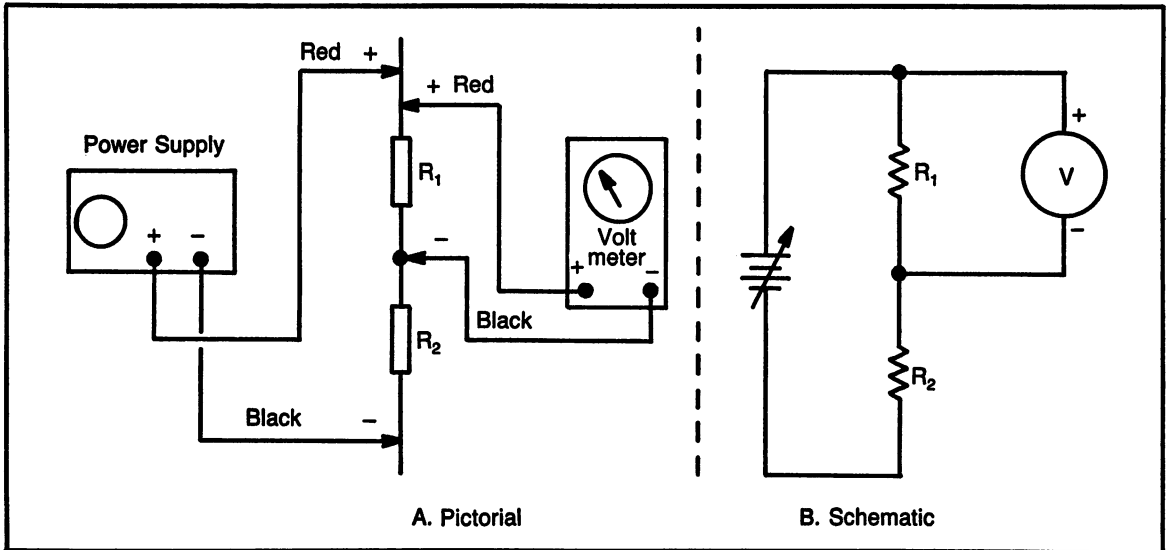 Red +
+ Red
Power Supply
+ −
R₁
−
Volt
meter
+ −
Black
R₂
Black −
A. Pictorial
+
R₁
V
−
R₂
B. Schematic